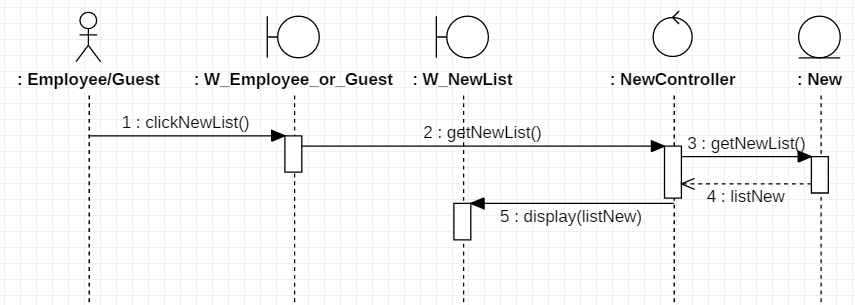 : Employee/Guest
: W_Employee_or_Guest
: W_NewList
: NewController
: New
1 : clickNewList()
2 : getNewList()
3 : getNewList()
4 : listNew
5 : display(listNew)